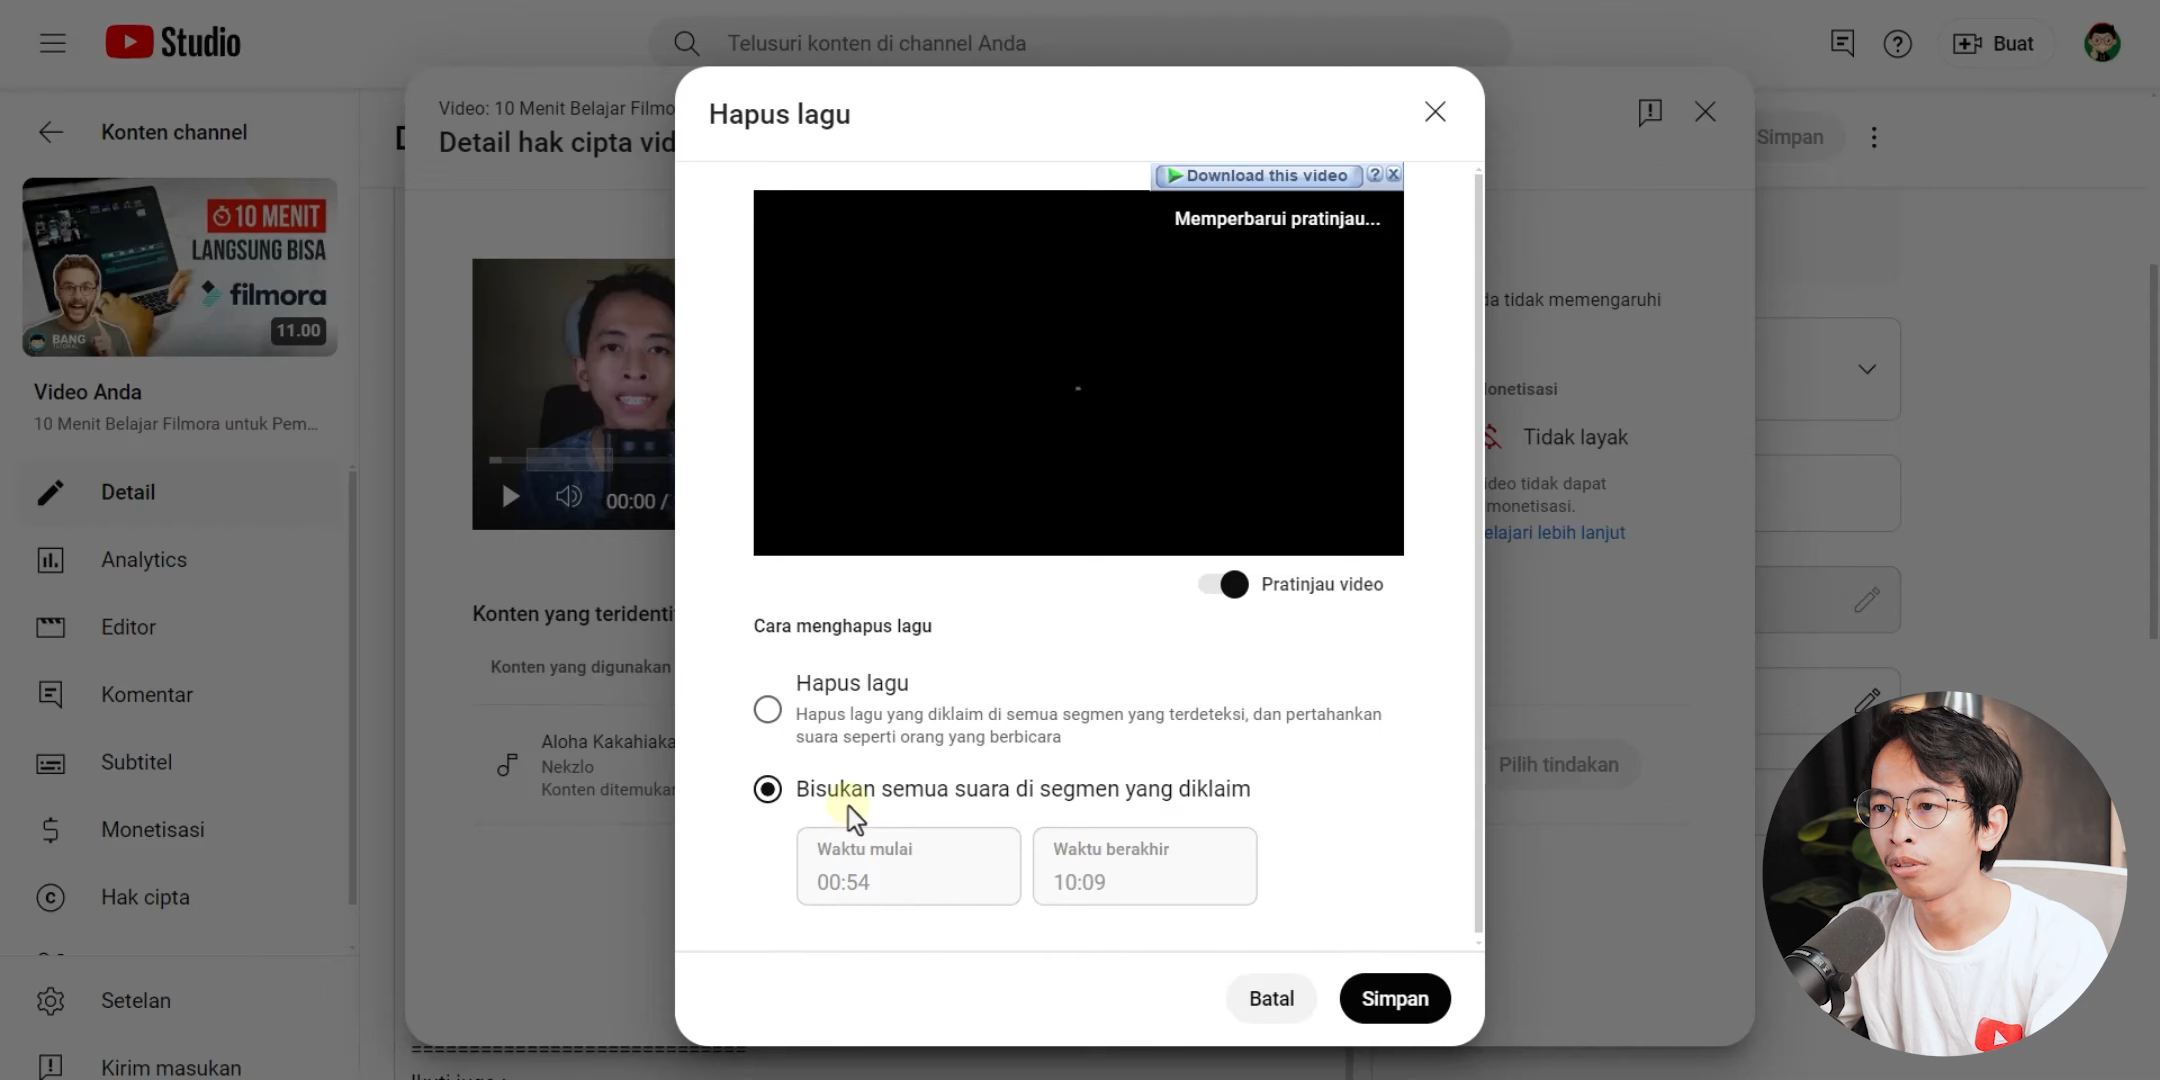 Studio
Telusuri konten di channel Anda
Buat
Konten channel
10 MENIT
LANGSUNG BISA
filmora
11.00
BANG
Video Anda
10 Menit Belajar Filmora untuk Pem...
Detail
Analytics
Editor
Komentar
Subtitel
Monetisasi
Hak cipta
Setelan
Kirim masukan
Video: 10 Menit Belajar Filmo
Detail hak cipta vid
00:00 /
Konten yang teridenti
Konten yang digunakan
Aloha Kakahiaka
Nekzlo
Konten ditemukan
Hapus lagu
Download this video
Memperbarui pratinjau...
Pratinjau video
Cara menghapus lagu
Hapus lagu
Hapus lagu yang diklaim di semua segmen yang terdeteksi, dan pertahankan
suara seperti orang yang berbicara
Bisukan semua suara di segmen yang diklaim
Waktu mulai
00:54
Waktu berakhir
10:09
Batal
Simpan
Simpan
da tidak memengaruhi
onetisasi
Tidak layak
ideo tidak dapat
monetisasi.
elajari lebih lanjut
Pilih tindakan